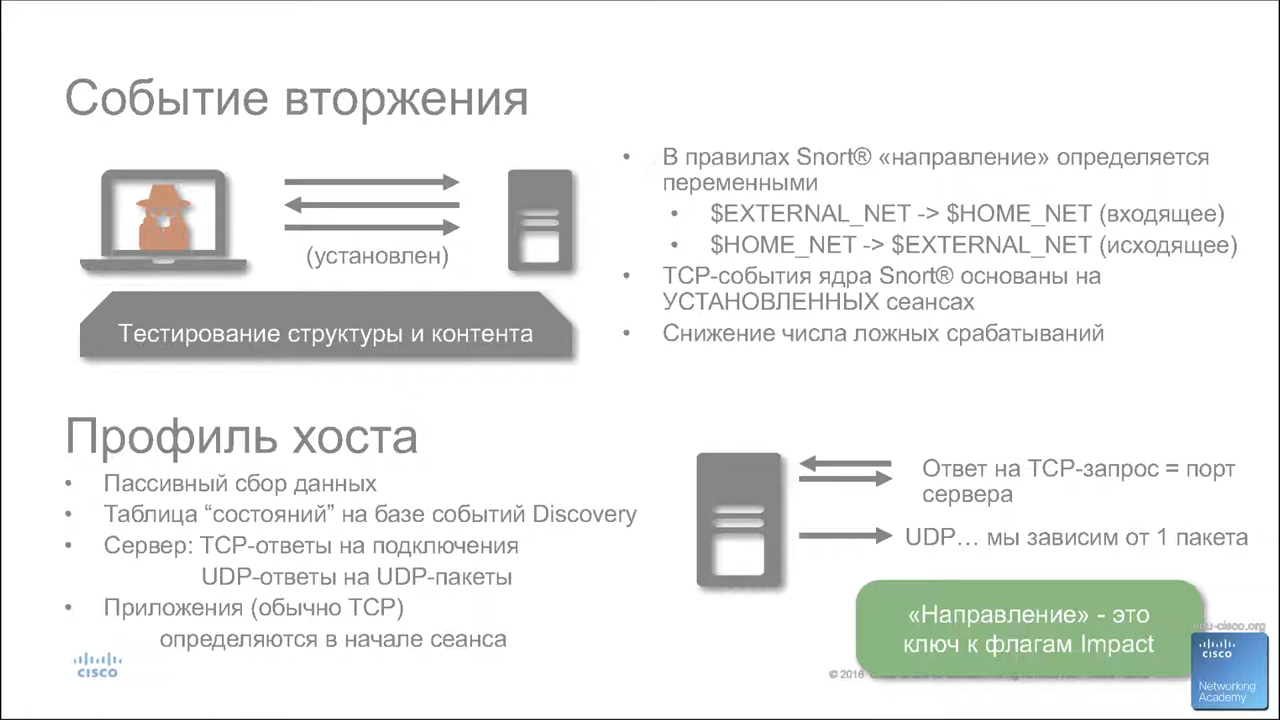 Событие вторжения
(установлен)
Тестирование структуры и контента
• В правилах Snort® «направление» определяется
переменными
• $EXTERNAL_NET -> $HOME_NET (входящее)
• $HOME_NET -> $EXTERNAL_NET (исходящее)
• TCP-события ядра Snort® основаны на
УСТАНОВЛЕННЫХ сеансах
• Снижение числа ложных срабатываний
Профиль хоста
• Пассивный сбор данных
• Таблица “состояний” на базе событий Discovery
• Сервер: TCP-ответы на подключения
UDP-ответы на UDP-пакеты
• Приложения (обычно TCP)
определяются в начале сеанса
Ответ на TCP-запрос = порт
сервера
UDP... мы зависим от 1 пакета
«Направление» - это
ключ к флагам Impact
edu-cisco.org
CISCO
© 2016
CISCO
Networking
Academy